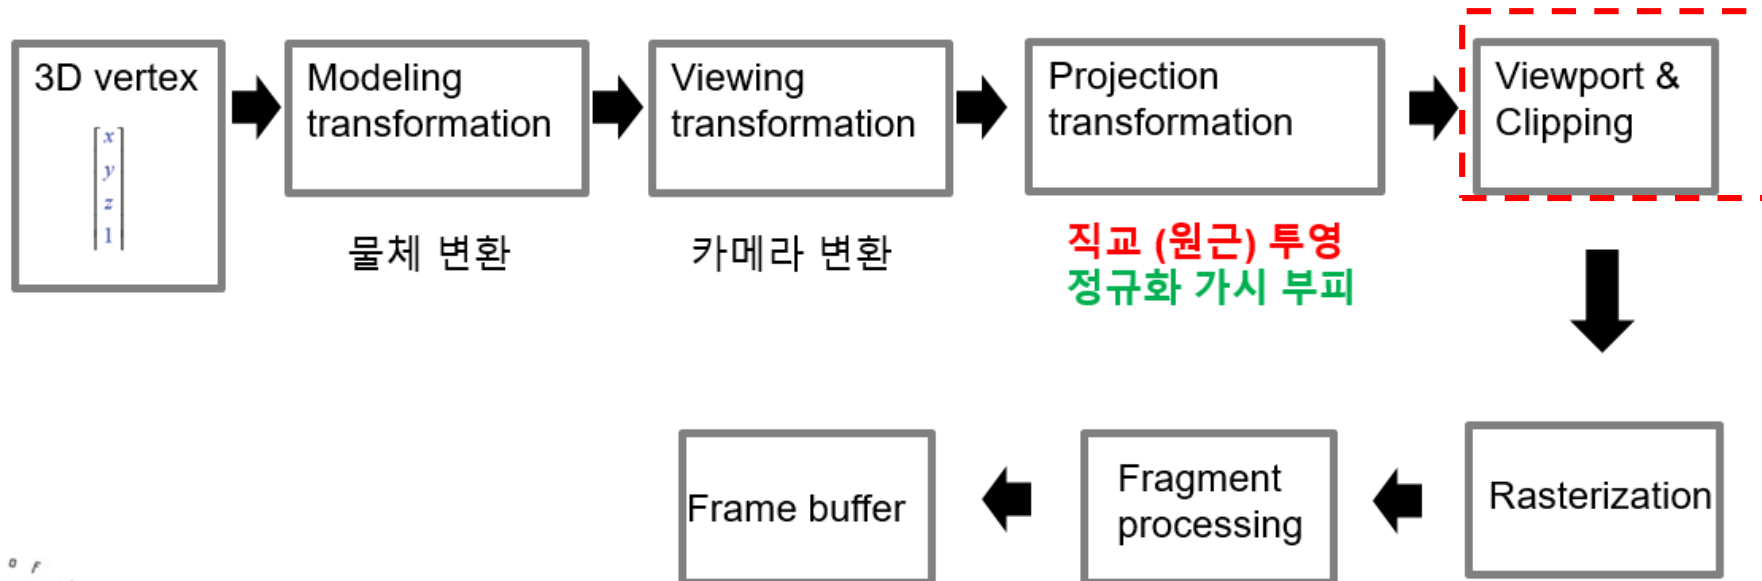 3D vertex
x
y
z
1
Modeling
transformation
물체 변환
Viewing
transformation
카메라 변환
Projection
transformation
직교 (원근) 투영
정규화 가시 부피
Viewport &
Clipping
Rasterization
Fragment
processing
Frame buffer